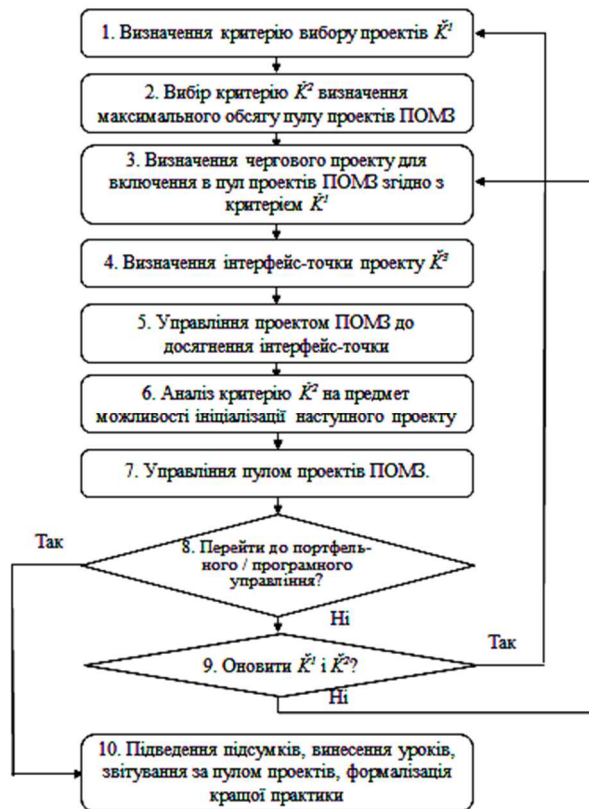 1. Визначення критерію вибору проектів Ǩ¹
2. Вибір критерію Ǩ² визначення
максимального обсягу пулу проектів ПОМЗ
3. Визначення чергового проекту для
включення в пул проектів ПОМЗ згідно з
критерієм Ǩ¹
4. Визначення інтерфейс-точки проекту Ǩ³
5. Управління проектом ПОМЗ до
досягнення інтерфейс-точки
6. Аналіз критерію Ǩ² на предмет
можливості ініціалізації наступного проекту
7. Управління пулом проектів ПОМЗ.
Так
8. Перейти до портфель-
ного / програмного
управління?
Ні
Так
9. Оновити Ǩ¹ і Ǩ²?
Ні
10. Підведення підсумків, винесення уроків,
звітування за пулом проектів, формалізація
кращої практики